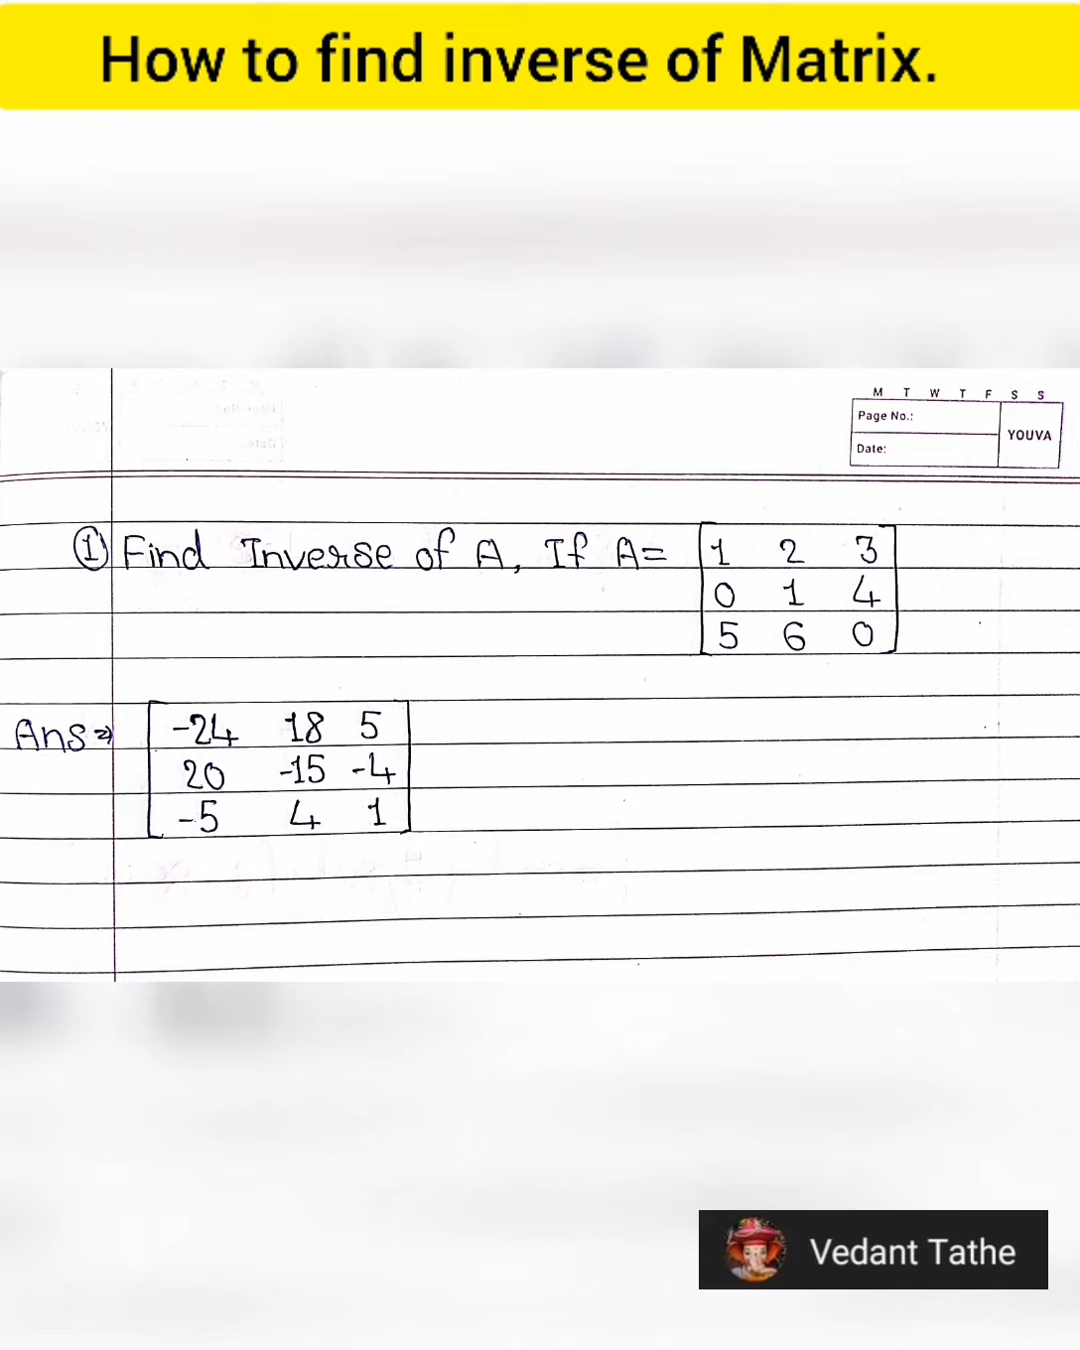 How to find inverse of Matrix.
M T W T F S S
Page No.:
YOUVA
Date:
① Find Inverse of A, If A= [1 2 3
0 1 4
5 6 0]
Ans⇒ [-24 18 5
20 -15 -4
-5 4 1]
Vedant Tathe